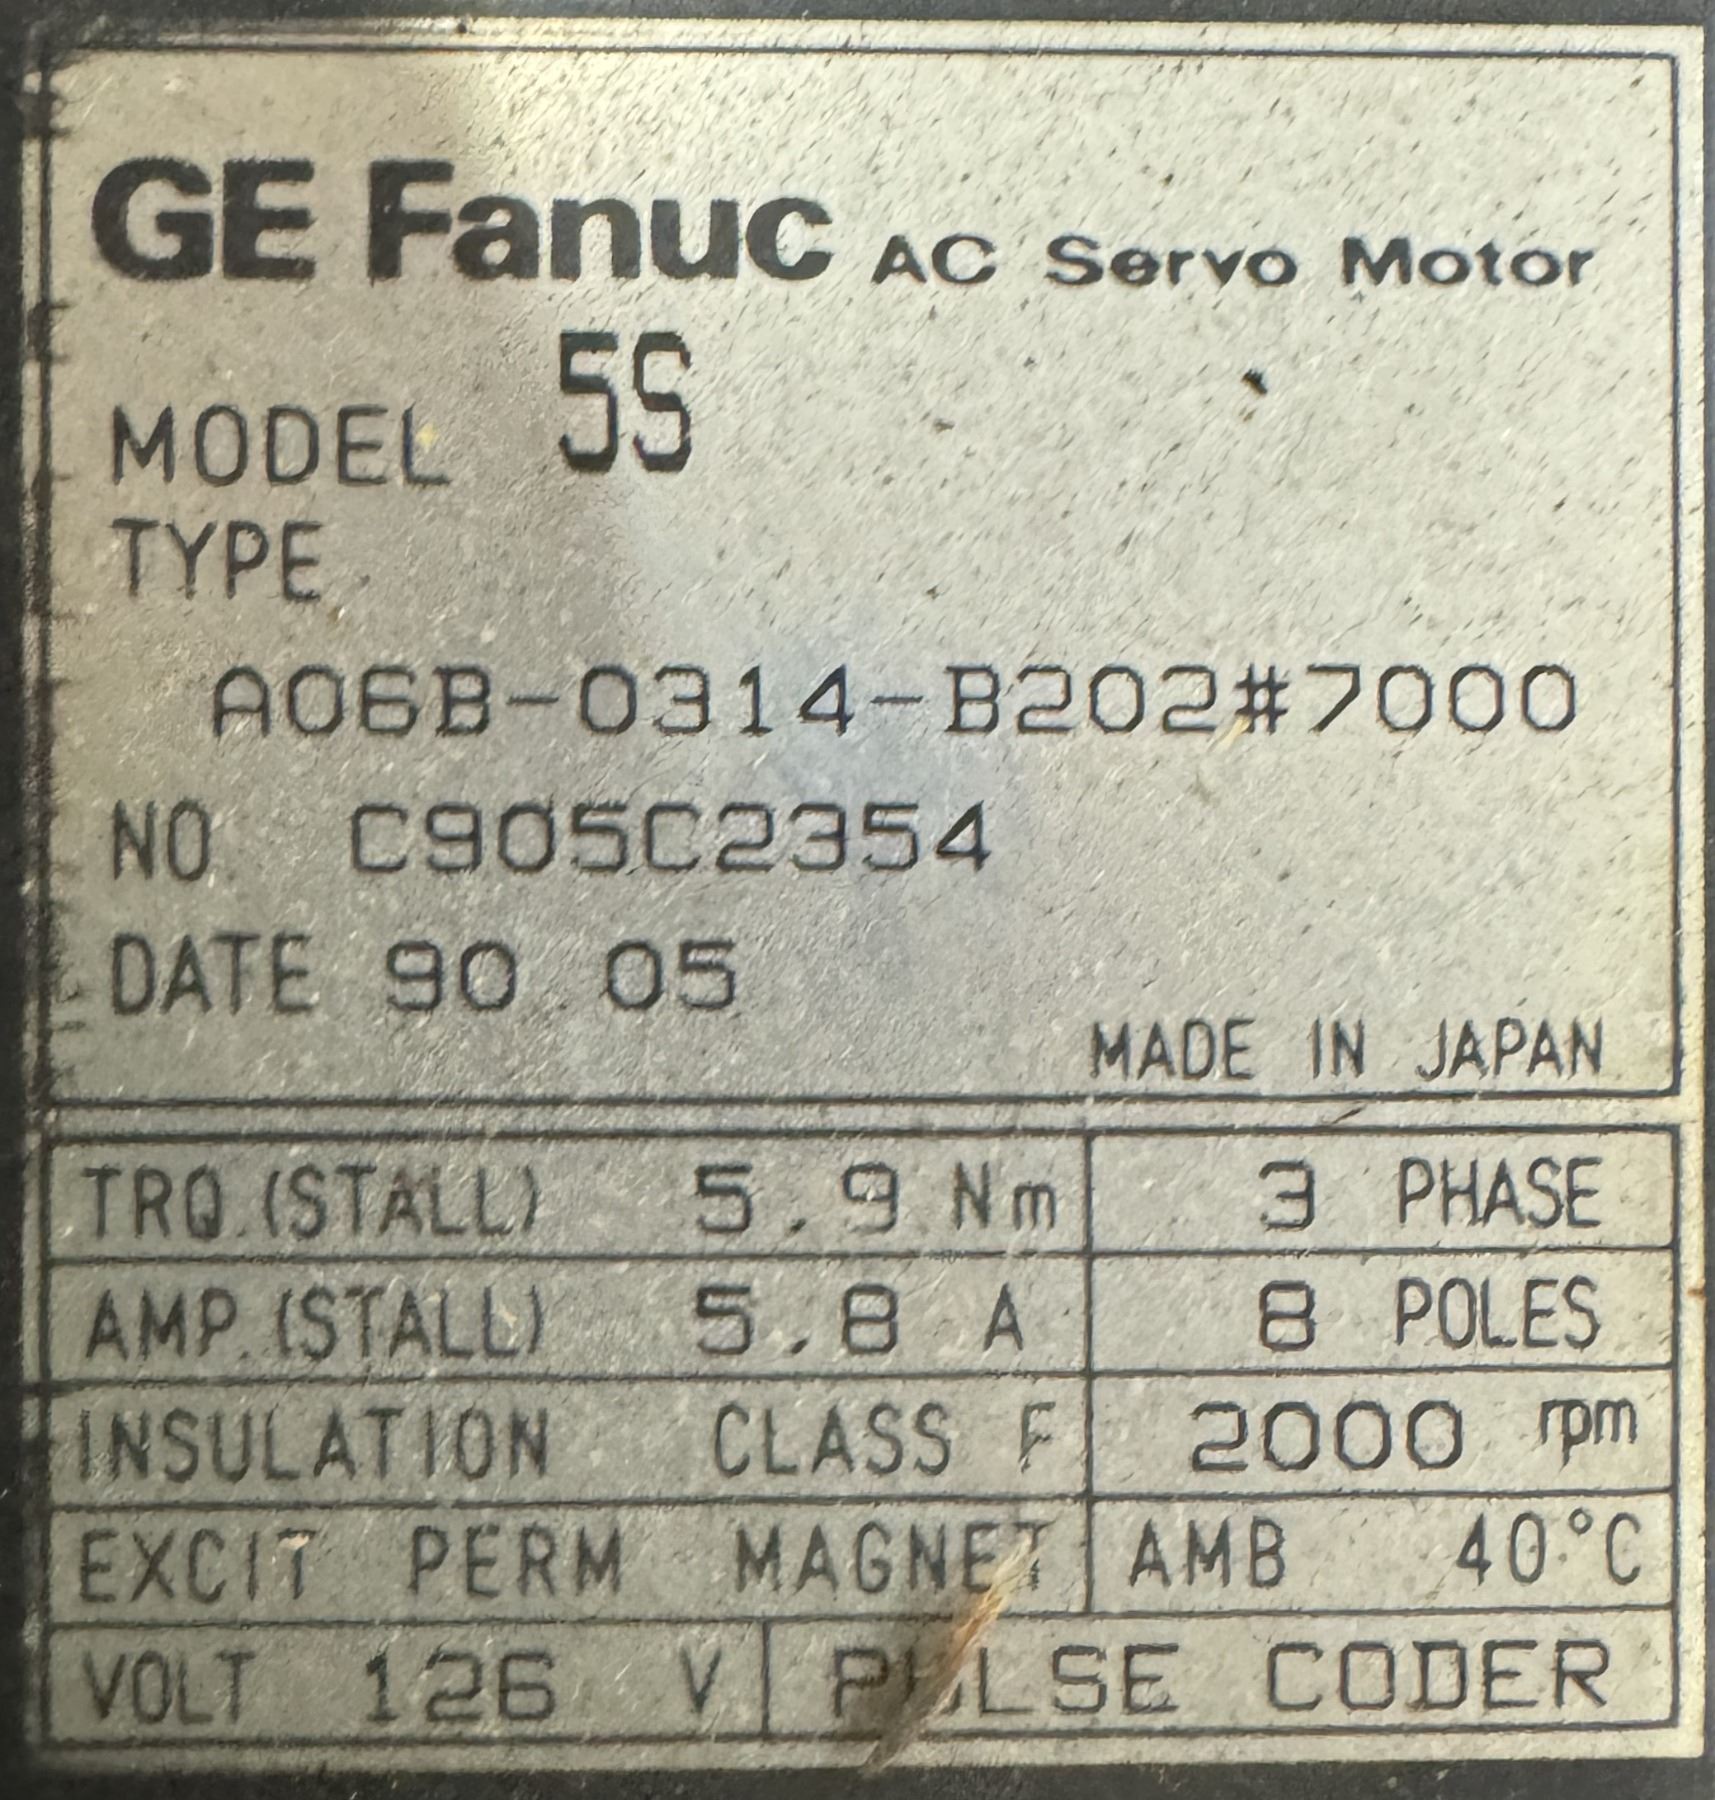 GE Fanuc AC Servo Motor
MODEL 5S
TYPE
A06B-0314-B202#7000
NO. C905C2354
DATE 90 05
MADE IN JAPAN
TRQ.(STALL) 5.9 Nm 3 PHASE
AMP.(STALL) 5.8 A 8 POLES
INSULATION CLASS F 2000 rpm
EXCIT PERM MAGNET AMB 40°C
VOLT 126 V PULSE CODER